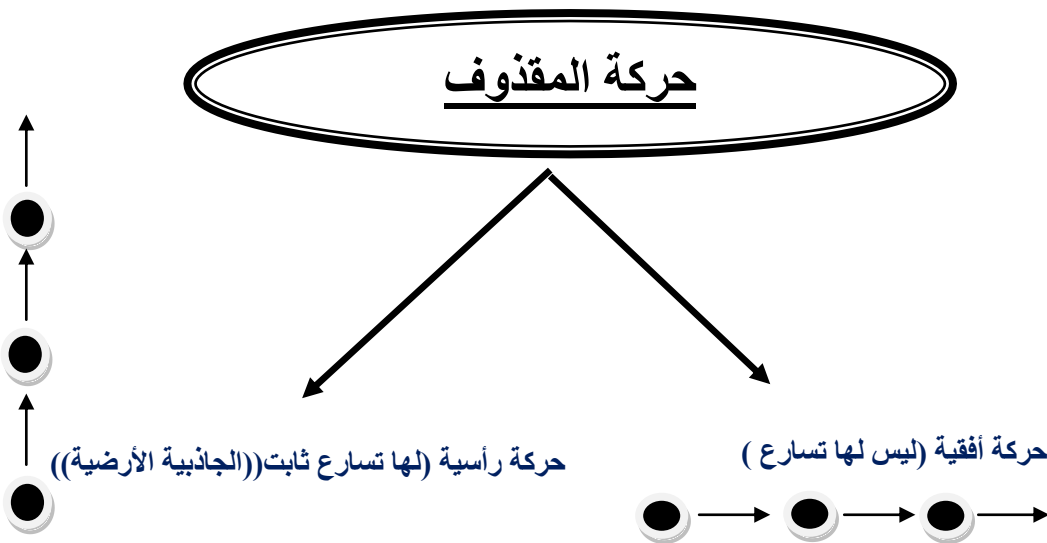 حركة المقذوف
حركة أفقية (ليس لها تسارع )
حركة رأسية (لها تسارع ثابت((الجاذبية الأرضية))